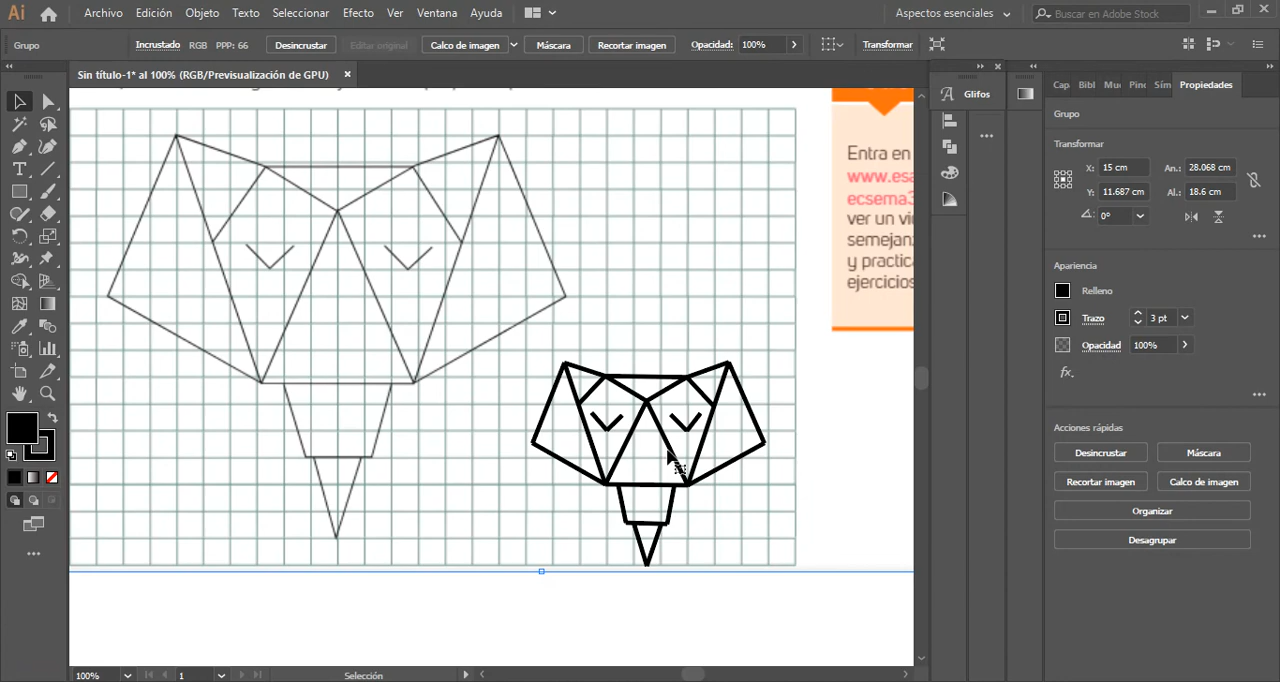 Ai
Archivo Edición Objeto Texto Seleccionar Efecto Ver Ventana Ayuda
Aspectos esenciales
Buscar en Adobe Stock
Grupo
Incrustado RGB PPP: 66 Desincrustar Editar original Calco de imagen Máscara Recortar imagen Opacidad: 100% Transformar
Sin título-1* al 100% (RGB/Previsualización de GPU) ×
Glifos
Cap Bibl Mu Pinc Sím Propiedades
Grupo
Transformar
X: 15 cm An.: 28.068 cm
Y: 11.687 cm Al.: 18.6 cm
0°
Apariencia
Relleno
Trazo 3 pt
Opacidad 100%
fx.
Acciones rápidas
Desincrustar Máscara
Recortar imagen Calco de imagen
Organizar
Desagrupar
Entra en
www.esa
ecsema3
ver un vi
semejanz
y practica
ejercicios
100% 1 Selección